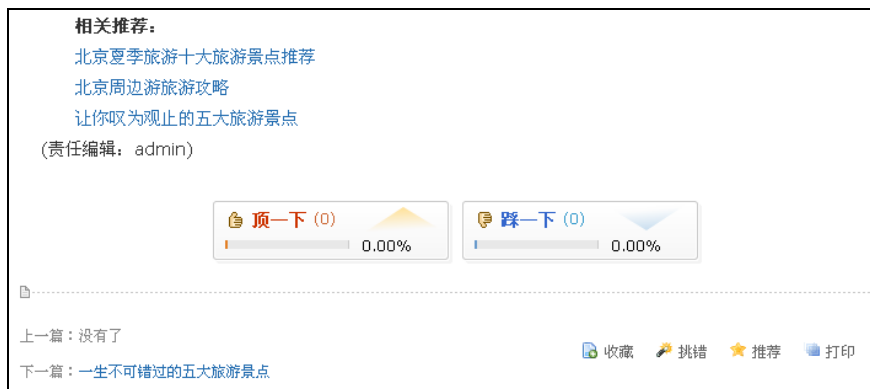 相关推荐：
北京夏季旅游十大旅游景点推荐
北京周边游旅游攻略
让你叹为观止的五大旅游景点
(责任编辑：admin)
顶一下 (0)
0.00%
踩一下 (0)
0.00%
上一篇：没有了
收藏 挑错 推荐 打印
下一篇：一生不可错过的五大旅游景点